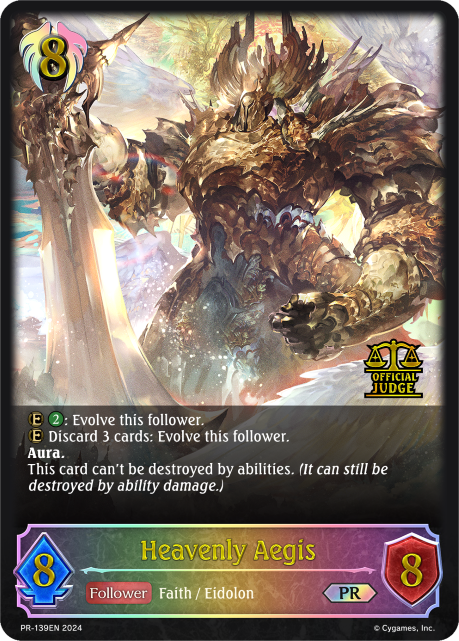 8
OFFICIAL
JUDGE
E 2: Evolve this follower.
E Discard 3 cards: Evolve this follower.
Aura.
This card can't be destroyed by abilities. (It can still be
destroyed by ability damage.)
Heavenly Aegis
8
Follower Faith / Eidolon
PR
8
PR-139EN 2024
© Cygames, Inc.